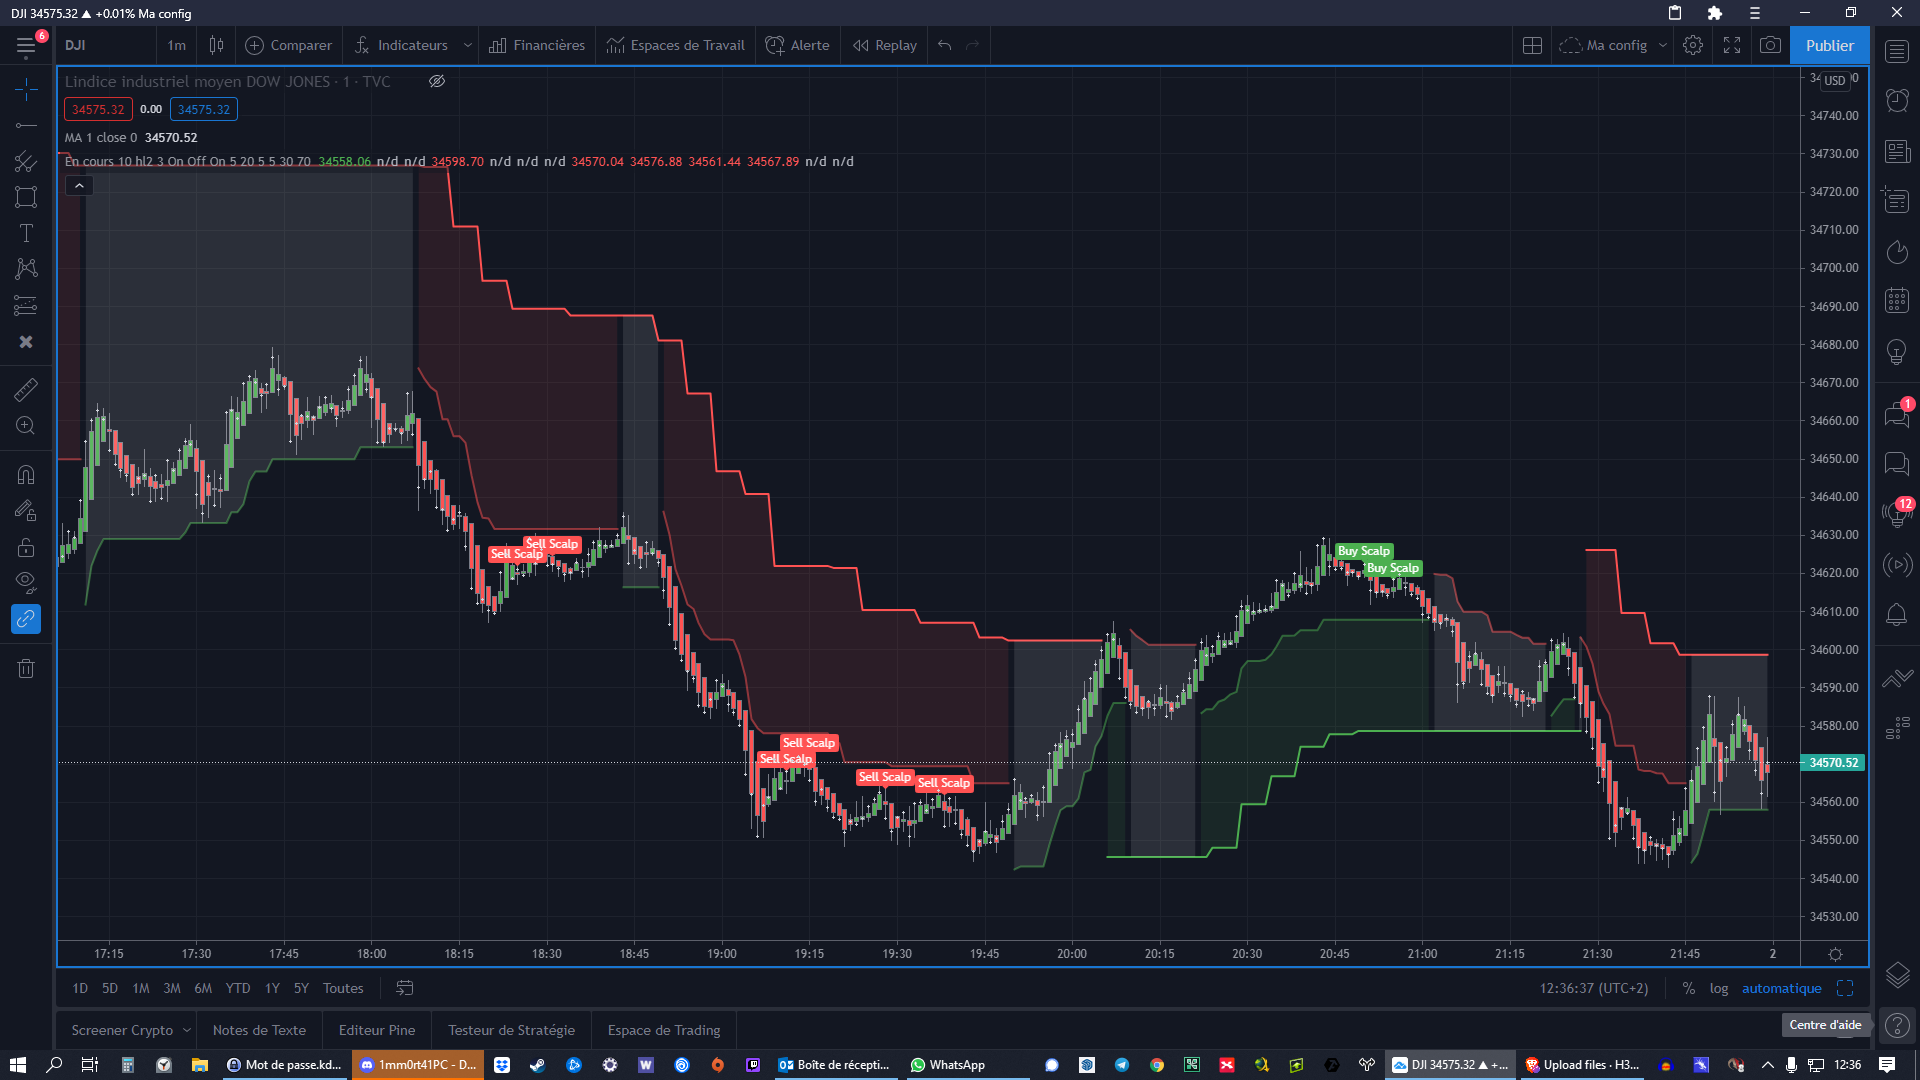 DJI 34575.32 ▲ +0.01% Ma config
6
DJI
1m
Comparer
Indicateurs
Financières
Espaces de Travail
Alerte
Replay
Ma config
Publier
Lindice industriel moyen DOW JONES · 1 · TVC
34575.32 0.00 34575.32
MA 1 close 0 34570.52
En cours 10 hl2 3 On Off On 5 20 5 5 30 70 34558.06 n/d n/d 34598.70 n/d n/d n/d 34570.04 34576.88 34561.44 34567.89 n/d n/d
USD
34740.00
34730.00
34720.00
34710.00
34700.00
34690.00
34680.00
34670.00
34660.00
34650.00
34640.00
34630.00
34620.00
34610.00
34600.00
34590.00
34580.00
34570.52
34560.00
34550.00
34540.00
34530.00
Sell Scalp
Sell Scalp
Sell Scalp
Sell Scalp
Sell Scalp
Sell Scalp
Buy Scalp
Buy Scalp
1
12
17:15 17:30 17:45 18:00 18:15 18:30 18:45 19:00 19:15 19:30 19:45 20:00 20:15 20:30 20:45 21:00 21:15 21:30 21:45 2
1D 5D 1M 3M 6M YTD 1Y 5Y Toutes
12:36:37 (UTC+2) % log automatique
Screener Crypto
Notes de Texte
Editeur Pine
Testeur de Stratégie
Espace de Trading
Centre d'aide
Mot de passe.kd...
1mm0rt41PC - D...
Boîte de récepti...
WhatsApp
DJI 34575.32 ▲ +...
Upload files · H3...
12:36